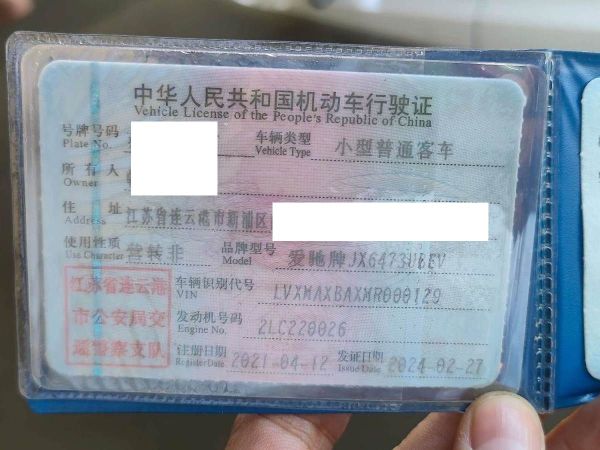 中华人民共和国机动车行驶证
Vehicle License of the People's Republic of China
号牌号码 车辆类型 小型普通客车
Plate No. Vehicle Type
所有人
Owner
住址 江苏省连云港市新浦区
Address
使用性质 营转非 品牌型号 爱驰牌JX6473U6EV
Use Character Model
江苏省连云港 车辆识别代号 LVXMAXBAXMR000129
VIN
市公安局交 发动机号码 2LC220026
Engine No.
通警察支队 注册日期 2021-04-12 发证日期 2024-02-27
Register Date Issue Date